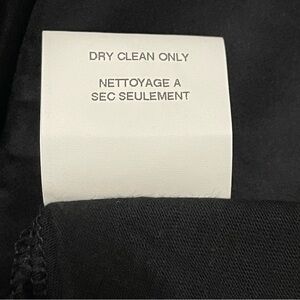 DRY CLEAN ONLY
NETTOYAGE A
SEC SEULEMENT